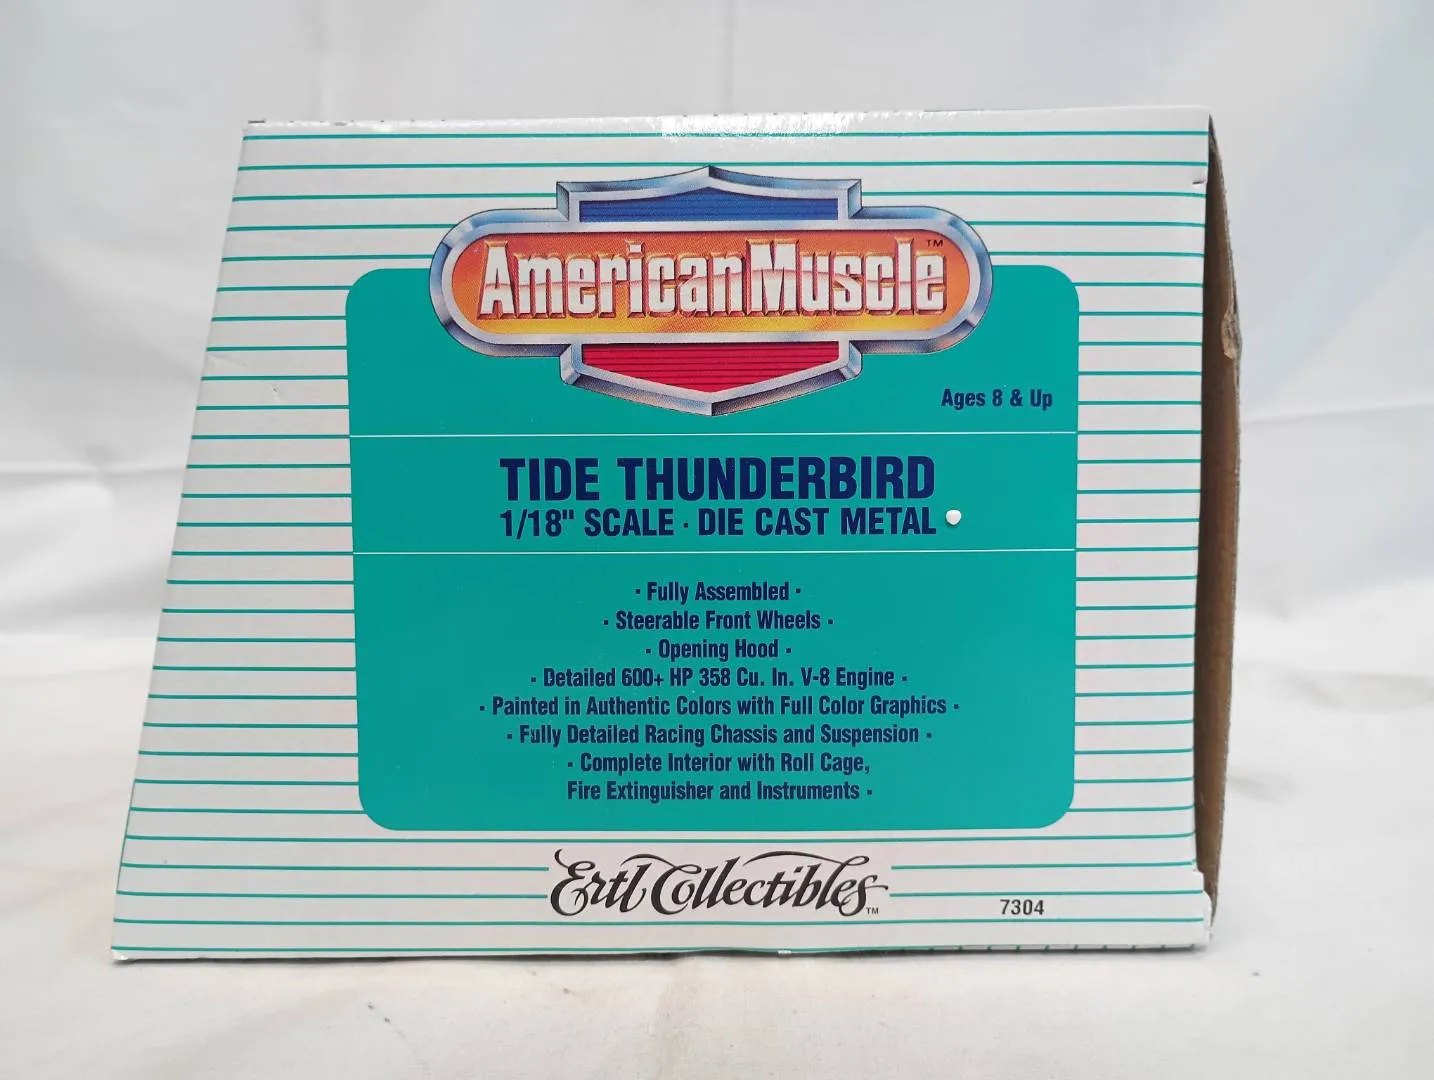 AmericanMuscle™
Ages 8 & Up
TIDE THUNDERBIRD
1/18" SCALE · DIE CAST METAL
· Fully Assembled ·
· Steerable Front Wheels ·
· Opening Hood ·
· Detailed 600+ HP 358 Cu. In. V-8 Engine ·
· Painted in Authentic Colors with Full Color Graphics ·
· Fully Detailed Racing Chassis and Suspension ·
· Complete Interior with Roll Cage,
Fire Extinguisher and Instruments ·
Ertl Collectibles™
7304